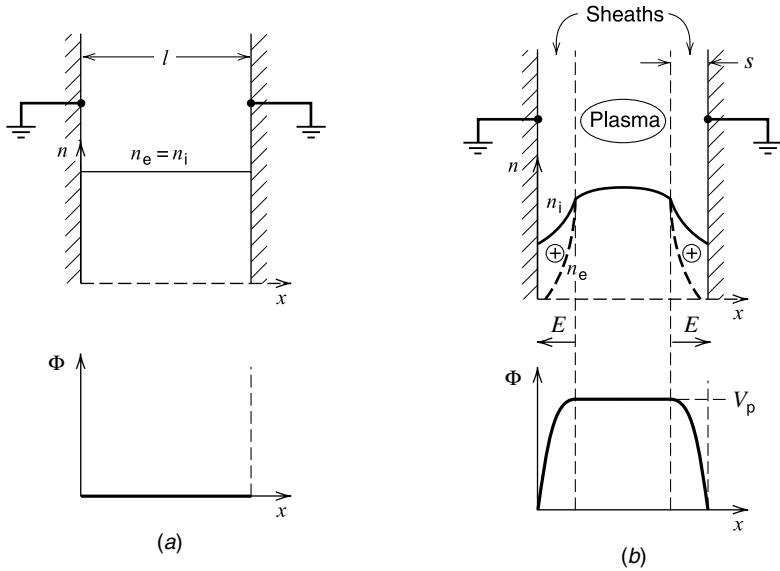 l
n
nₑ = nᵢ
x
Φ
x
(a)
Sheaths
s
Plasma
n
nᵢ
+
+
nₑ
x
E
E
Φ
Vₚ
x
(b)